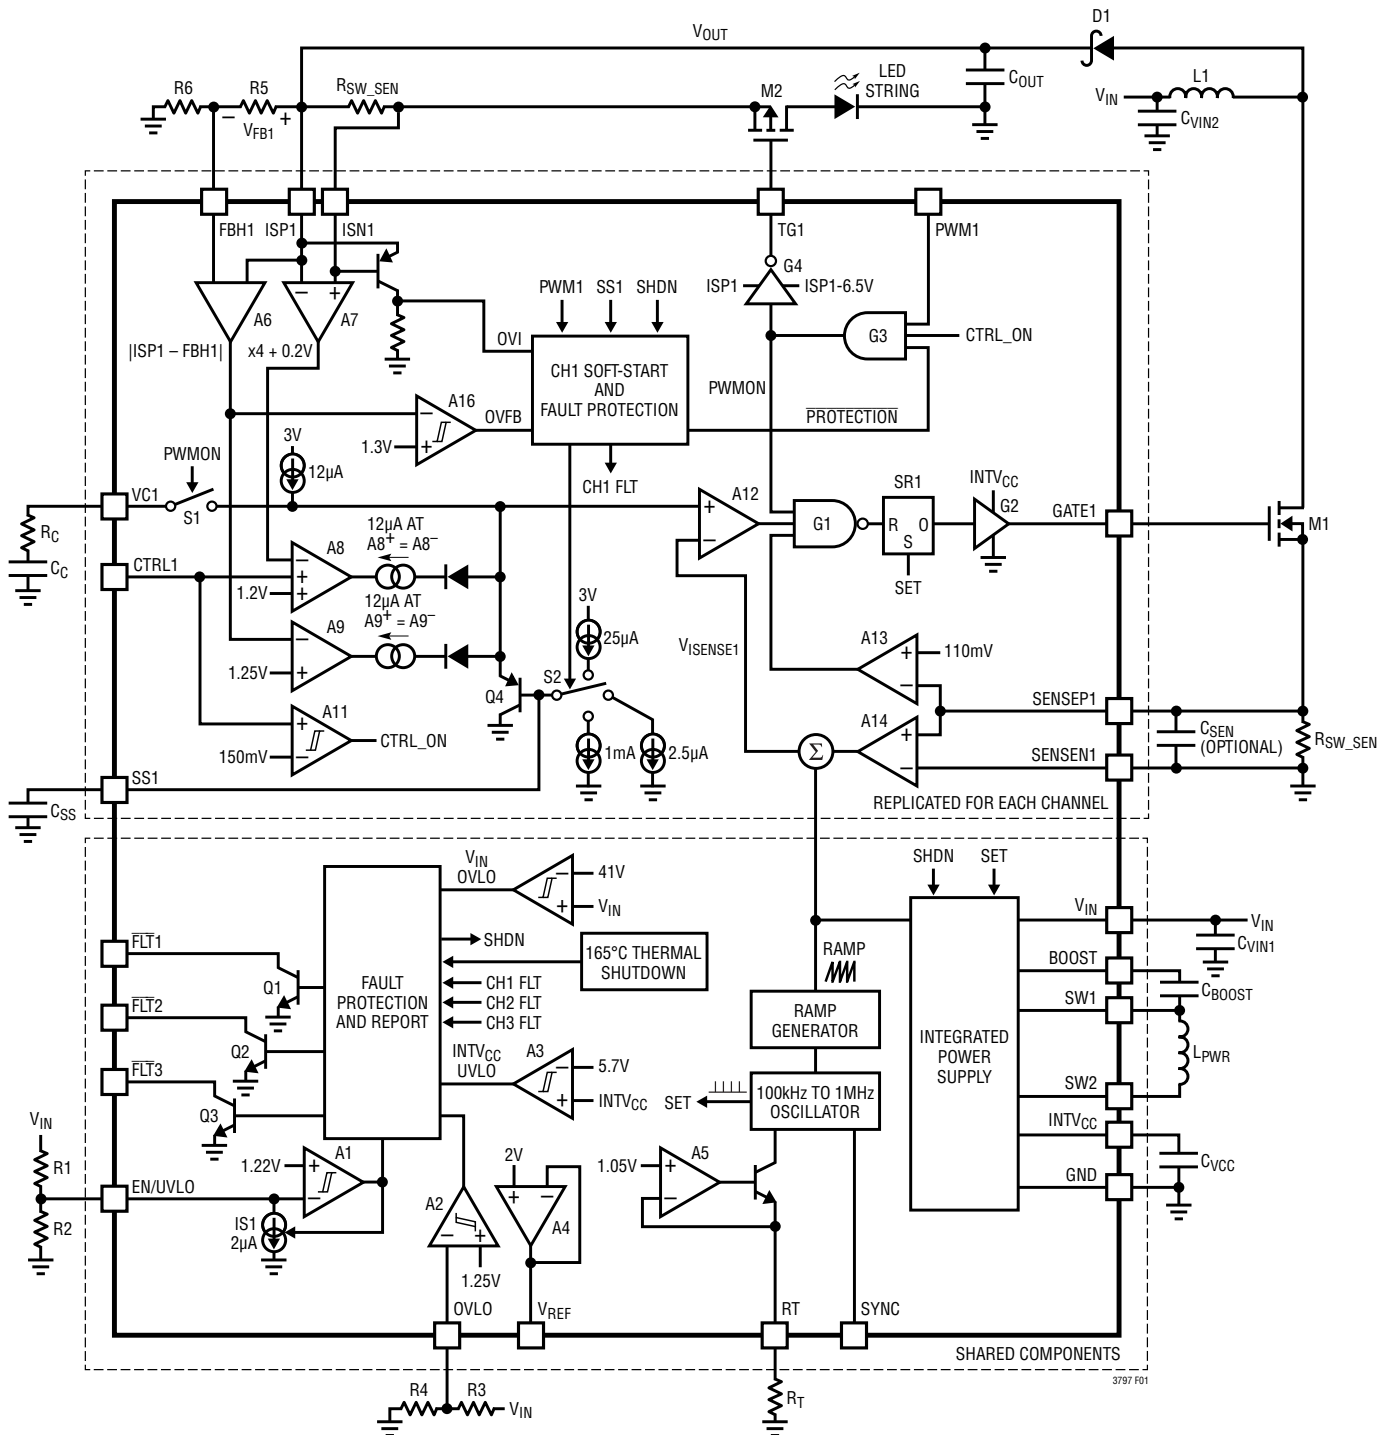 D1
VOUT
R6
R5
RSW_SEN
M2
LED
STRING
COUT
VIN
L1
CVIN2
− VFB1 +
FBH1
ISP1
ISN1
TG1
PWM1
A6
A7
|ISP1 – FBH1|
x4 + 0.2V
PWM1
SS1
SHDN
ISP1
G4
ISP1-6.5V
OVI
CH1 SOFT-START
AND
FAULT PROTECTION
G3
CTRL_ON
PWMON
PROTECTION
A16
OVFB
1.3V
CH1 FLT
PWMON
3V
12µA
VC1
S1
A12
G1
SR1
R O
S
SET
INTVCC
G2
GATE1
M1
RC
CC
CTRL1
A8
1.2V
12µA AT
A8+ = A8–
12µA AT
A9+ = A9–
A9
1.25V
3V
25µA
VISENSE1
A13
110mV
Q4
S2
A11
150mV
CTRL_ON
1mA
2.5µA
A14
Σ
SENSEP1
SENSEN1
CSEN
(OPTIONAL)
RSW_SEN
SS1
CSS
REPLICATED FOR EACH CHANNEL
VIN
OVLO
41V
VIN
SHDN
SET
FLT1
SHDN
165°C THERMAL
SHUTDOWN
FAULT
PROTECTION
AND REPORT
CH1 FLT
CH2 FLT
CH3 FLT
Q1
FLT2
Q2
FLT3
Q3
INTVCC
UVLO
A3
5.7V
INTVCC
RAMP
RAMP
GENERATOR
100kHz TO 1MHz
OSCILLATOR
SET
INTEGRATED
POWER
SUPPLY
VIN
VIN
CVIN1
BOOST
CBOOST
SW1
LPWR
SW2
INTVCC
CVCC
GND
VIN
R1
R2
EN/UVLO
1.22V
A1
IS1
2µA
A2
1.25V
2V
A4
1.05V
A5
OVLO
VREF
RT
SYNC
SHARED COMPONENTS
3797 F01
R4
R3
VIN
RT